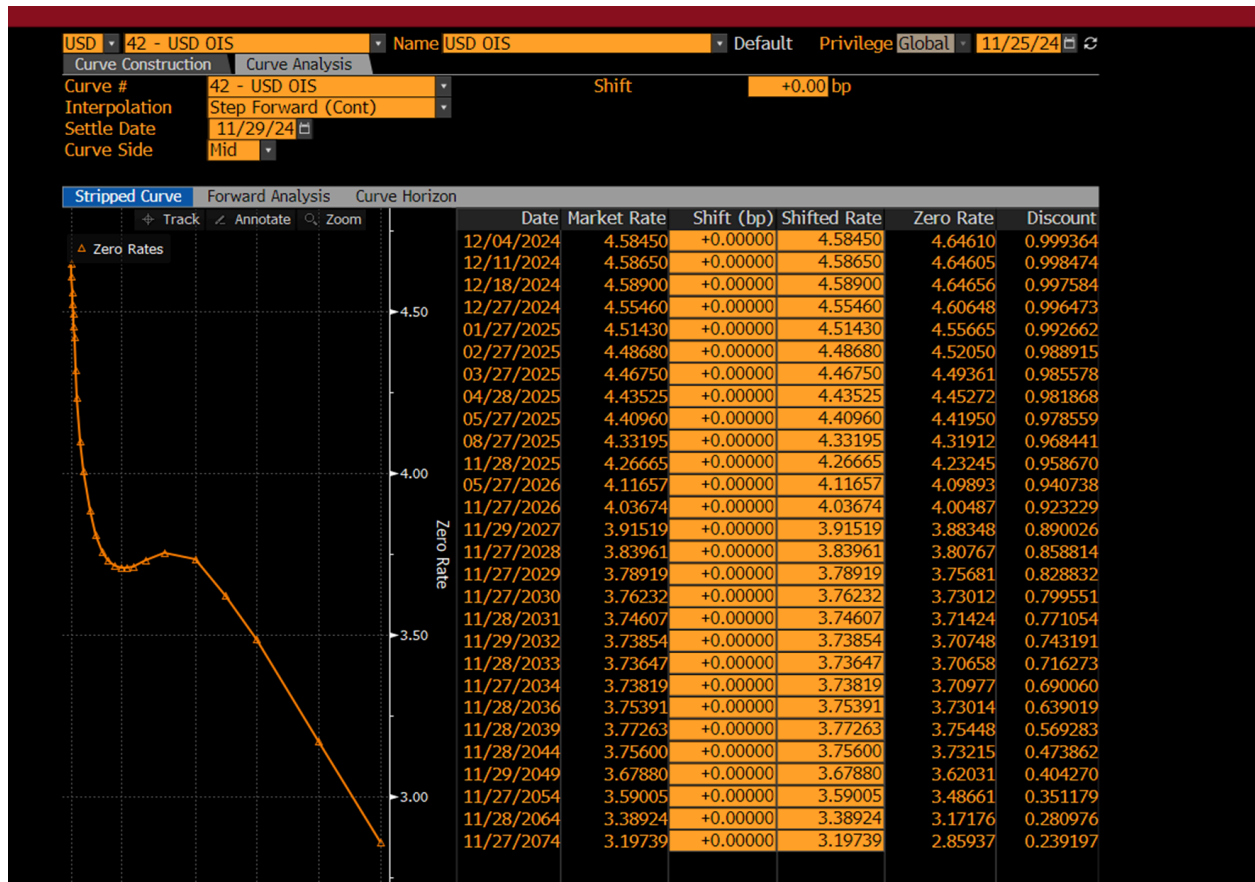 USD 42 - USD OIS Name USD OIS Default Privilege Global 11/25/24
Curve Construction Curve Analysis
Curve # 42 - USD OIS Shift +0.00 bp
Interpolation Step Forward (Cont)
Settle Date 11/29/24
Curve Side Mid
Stripped Curve Forward Analysis Curve Horizon
Track Annotate Zoom
Zero Rates
4.50
4.00
3.50
3.00
Zero Rate
Date Market Rate Shift (bp) Shifted Rate Zero Rate Discount
12/04/2024 4.58450 +0.00000 4.58450 4.64610 0.999364
12/11/2024 4.58650 +0.00000 4.58650 4.64605 0.998474
12/18/2024 4.58900 +0.00000 4.58900 4.64656 0.997584
12/27/2024 4.55460 +0.00000 4.55460 4.60648 0.996473
01/27/2025 4.51430 +0.00000 4.51430 4.55665 0.992662
02/27/2025 4.48680 +0.00000 4.48680 4.52050 0.988915
03/27/2025 4.46750 +0.00000 4.46750 4.49361 0.985578
04/28/2025 4.43525 +0.00000 4.43525 4.45272 0.981868
05/27/2025 4.40960 +0.00000 4.40960 4.41950 0.978559
08/27/2025 4.33195 +0.00000 4.33195 4.31912 0.968441
11/28/2025 4.26665 +0.00000 4.26665 4.23245 0.958670
05/27/2026 4.11657 +0.00000 4.11657 4.09893 0.940738
11/27/2026 4.03674 +0.00000 4.03674 4.00487 0.923229
11/29/2027 3.91519 +0.00000 3.91519 3.88348 0.890026
11/27/2028 3.83961 +0.00000 3.83961 3.80767 0.858814
11/27/2029 3.78919 +0.00000 3.78919 3.75681 0.828832
11/27/2030 3.76232 +0.00000 3.76232 3.73012 0.799551
11/28/2031 3.74607 +0.00000 3.74607 3.71424 0.771054
11/29/2032 3.73854 +0.00000 3.73854 3.70748 0.743191
11/28/2033 3.73647 +0.00000 3.73647 3.70658 0.716273
11/27/2034 3.73819 +0.00000 3.73819 3.70977 0.690060
11/28/2036 3.75391 +0.00000 3.75391 3.73014 0.639019
11/28/2039 3.77263 +0.00000 3.77263 3.75448 0.569283
11/28/2044 3.75600 +0.00000 3.75600 3.73215 0.473862
11/29/2049 3.67880 +0.00000 3.67880 3.62031 0.404270
11/27/2054 3.59005 +0.00000 3.59005 3.48661 0.351179
11/28/2064 3.38924 +0.00000 3.38924 3.17176 0.280976
11/27/2074 3.19739 +0.00000 3.19739 2.85937 0.239197